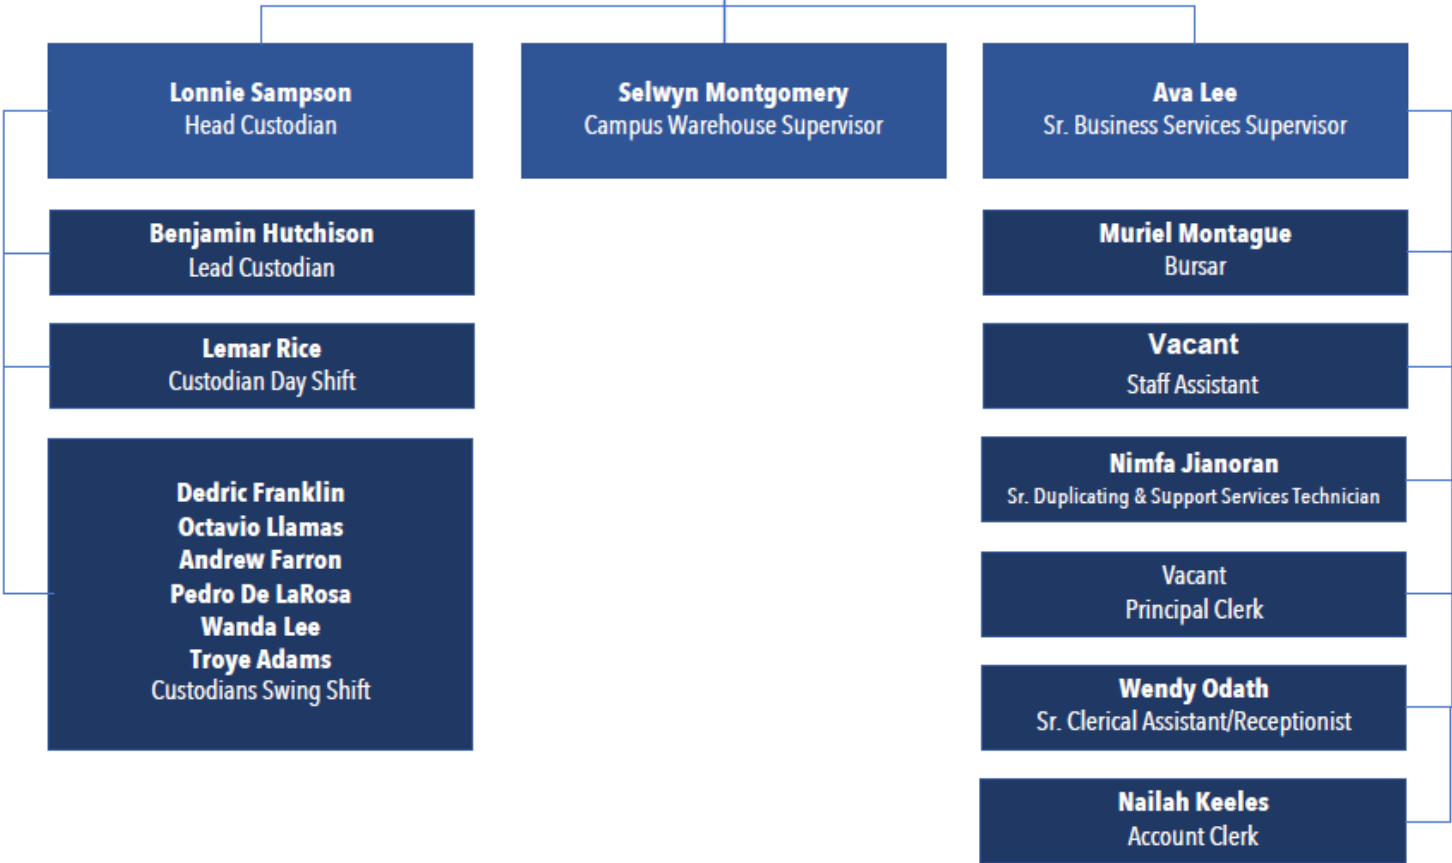 Lonnie Sampson
Head Custodian
Selwyn Montgomery
Campus Warehouse Supervisor
Ava Lee
Sr. Business Services Supervisor
Benjamin Hutchison
Lead Custodian
Lemar Rice
Custodian Day Shift
Dedric Franklin
Octavio Llamas
Andrew Farron
Pedro De LaRosa
Wanda Lee
Troye Adams
Custodians Swing Shift
Muriel Montague
Bursar
Vacant
Staff Assistant
Nimfa Jianoran
Sr. Duplicating & Support Services Technician
Vacant
Principal Clerk
Wendy Odath
Sr. Clerical Assistant/Receptionist
Nailah Keeles
Account Clerk